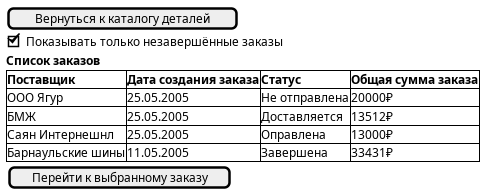 Вернуться к каталогу деталей
Показывать только незавершённые заказы
Список заказов
Поставщик Дата создания заказа Статус Общая сумма заказа
ООО Ягур 25.05.2005 Не отправлена 20000₽
БМЖ 25.05.2005 Доставляется 13512₽
Саян Интернешнл 25.05.2005 Оправлена 13000₽
Барнаульские шины 11.05.2005 Завершена 33431₽
Перейти к выбранному заказу